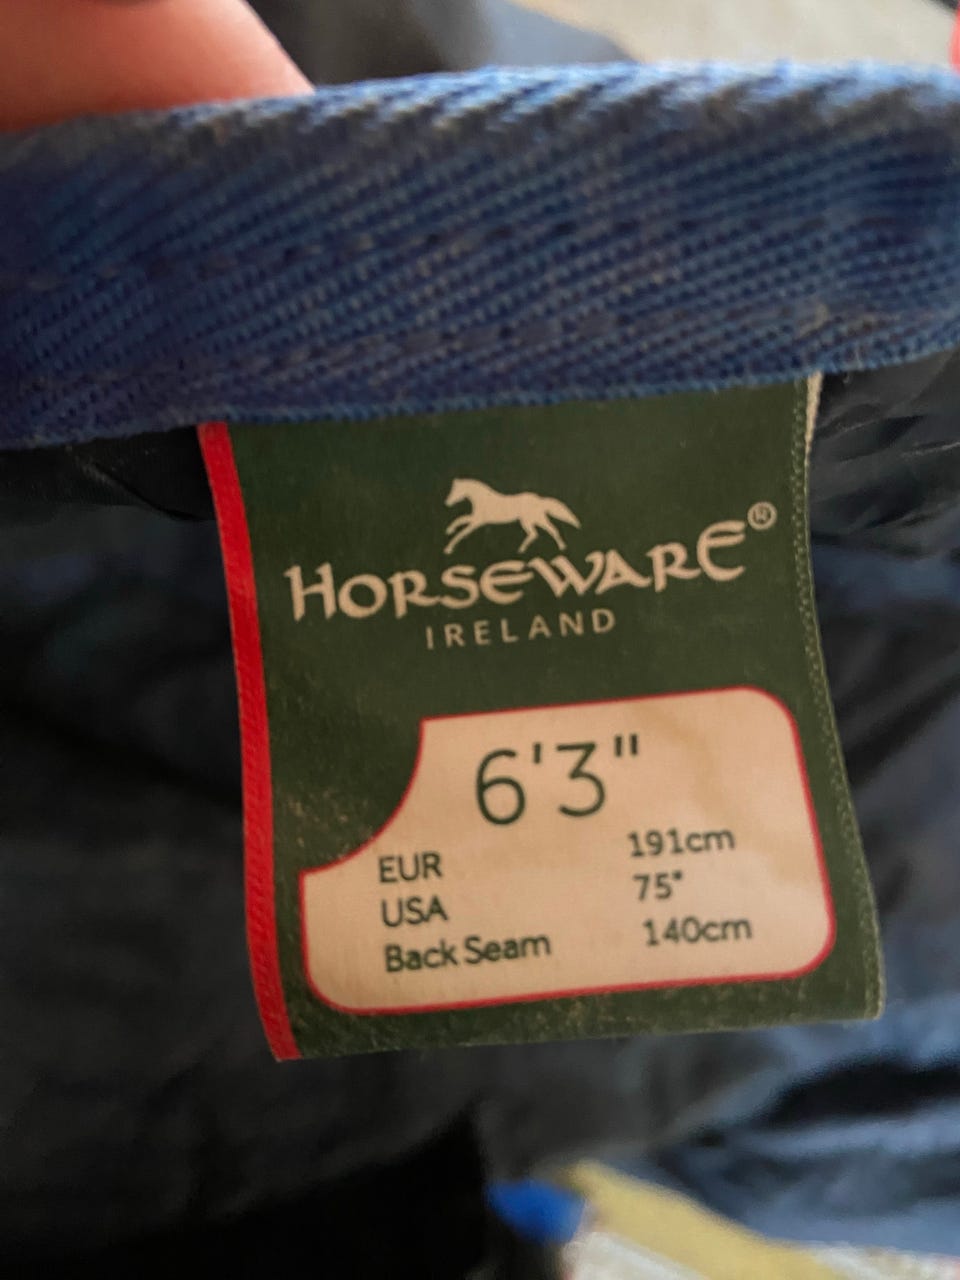 HORSEWARE®
IRELAND
6'3"
EUR 191cm
USA 75"
Back Seam 140cm